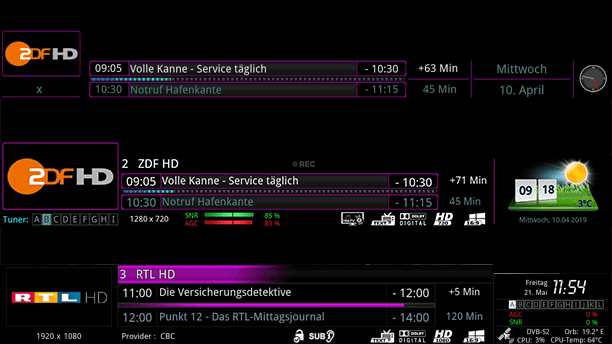 2DF HD
09:05 Volle Kanne - Service täglich - 10:30 +63 Min Mittwoch
x 10:30 Notruf Hafenkante - 11:15 45 Min 10. April
2 ZDF HD REC
2DF HD
09:05 Volle Kanne - Service täglich - 10:30 +71 Min
10:30 Notruf Hafenkante - 11:15 45 Min
09 18 3°C
Tuner: A B C D E F G H I 1280 x 720 SNR 85 %
AGC 83 %
TEXT DOLBY DIGITAL HD 720 16:9
Mittwoch, 10.04.2019
3 RTL HD
RTL HD
11:00 Die Versicherungsdetektive - 12:00 +5 Min
12:00 Punkt 12 - Das RTL-Mittagsjournal - 14:00 120 Min
1920 x 1080 Provider : CBC SUB TEXT DOLBY DIGITAL HD 1080 16:9
Freitag
21. Mai 11:54
A B C D E F G H I J K L
AGC 0 %
SNR 0 %
DVB-S2 Orb: 19.2° E
CPU: 3% CPU-Temp: 64°C